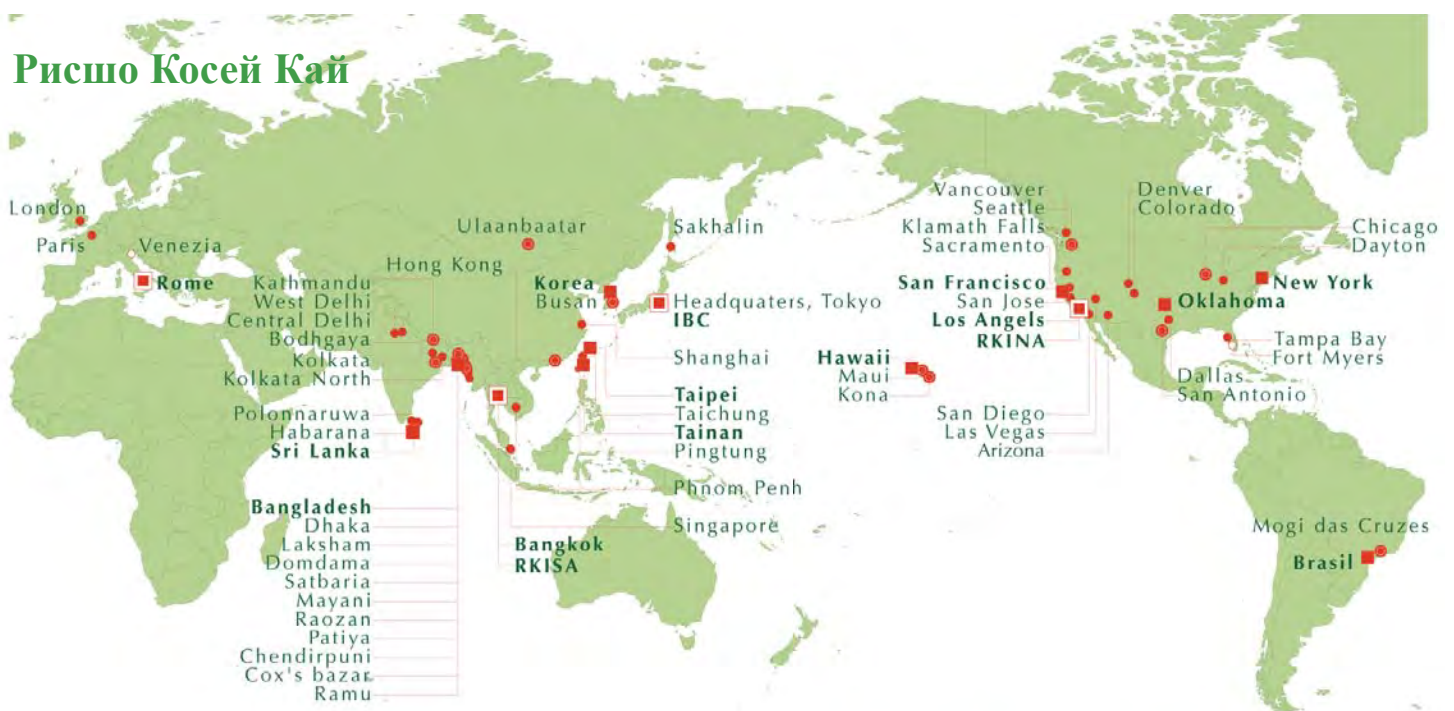 Рисшо Косей Кай
London
Paris
Venezia
Rome
Ulaanbaatar
Sakhalin
Hong Kong
Kathmandu
West Delhi
Central Delhi
Bodhgaya
Kolkata
Kolkata North
Korea
Busan
Headquaters, Tokyo
IBC
Shanghai
Taipei
Taichung
Tainan
Pingtung
Phnom Penh
Singapore
Polonnaruwa
Habarana
Sri Lanka
Bangladesh
Dhaka
Laksham
Domdama
Satbaria
Mayani
Raozan
Patiya
Chendirpuni
Cox's bazar
Ramu
Bangkok
RKISA
Vancouver
Seattle
Klamath Falls
Sacramento
San Francisco
San Jose
Los Angels
RKINA
Hawaii
Maui
Kona
San Diego
Las Vegas
Arizona
Denver
Colorado
Chicago
Dayton
New York
Oklahoma
Tampa Bay
Fort Myers
Dallas
San Antonio
Mogi das Cruzes
Brasil